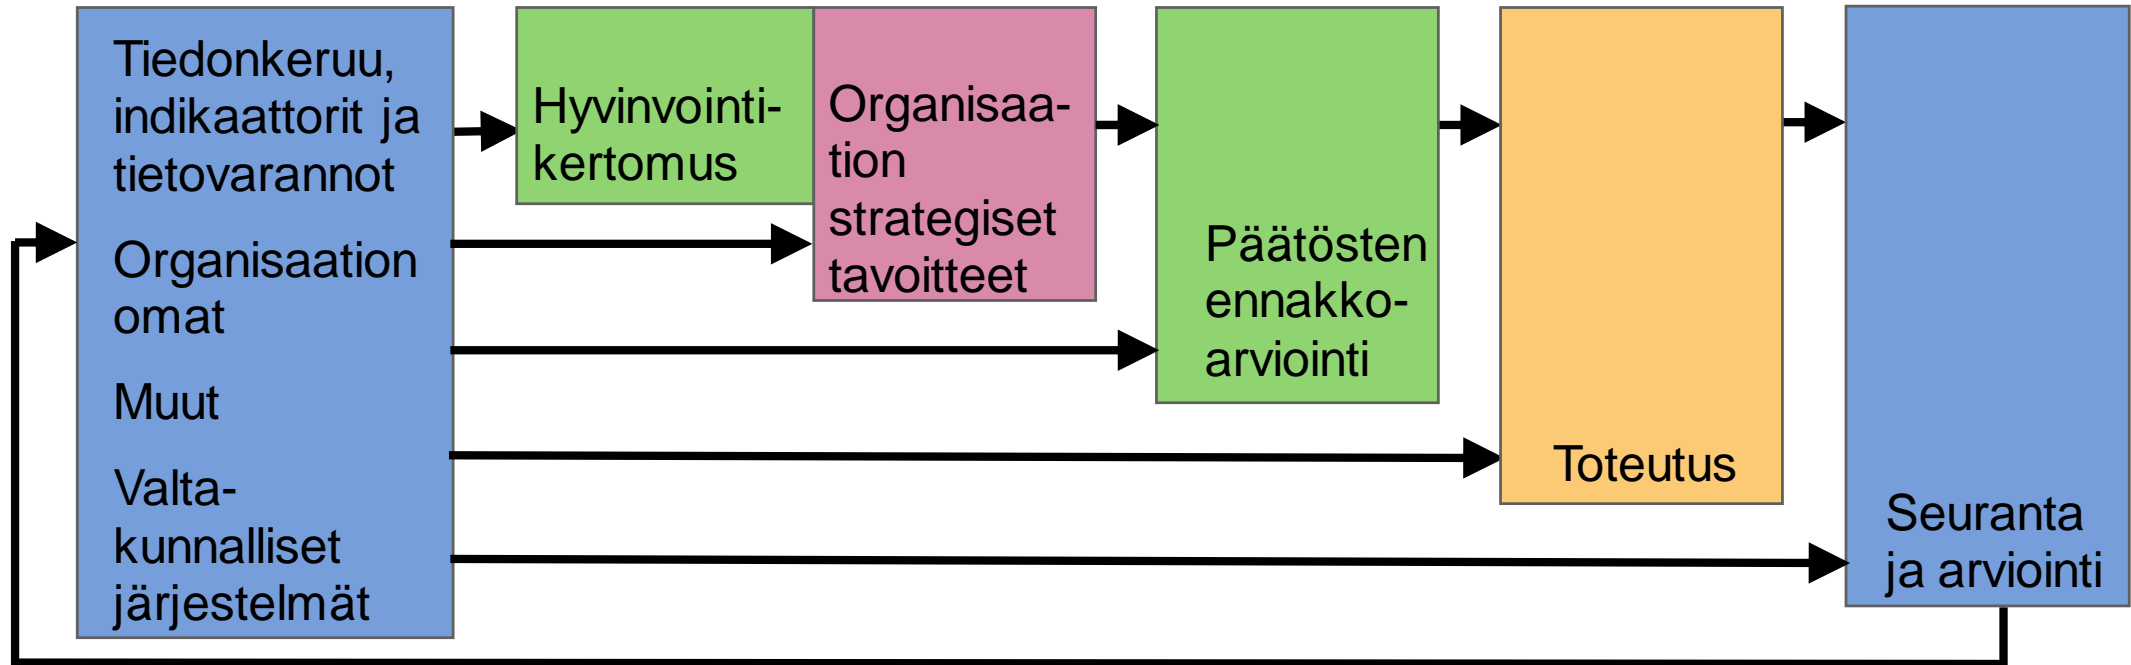 Tiedonkeruu,
indikaattorit ja
tietovarannot
Organisaation
omat
Muut
Valta-
kunnalliset
järjestelmät
Hyvinvointi-
kertomus
Organisaa-
tion
strategiset
tavoitteet
Päätösten
ennakko-
arviointi
Toteutus
Seuranta
ja arviointi